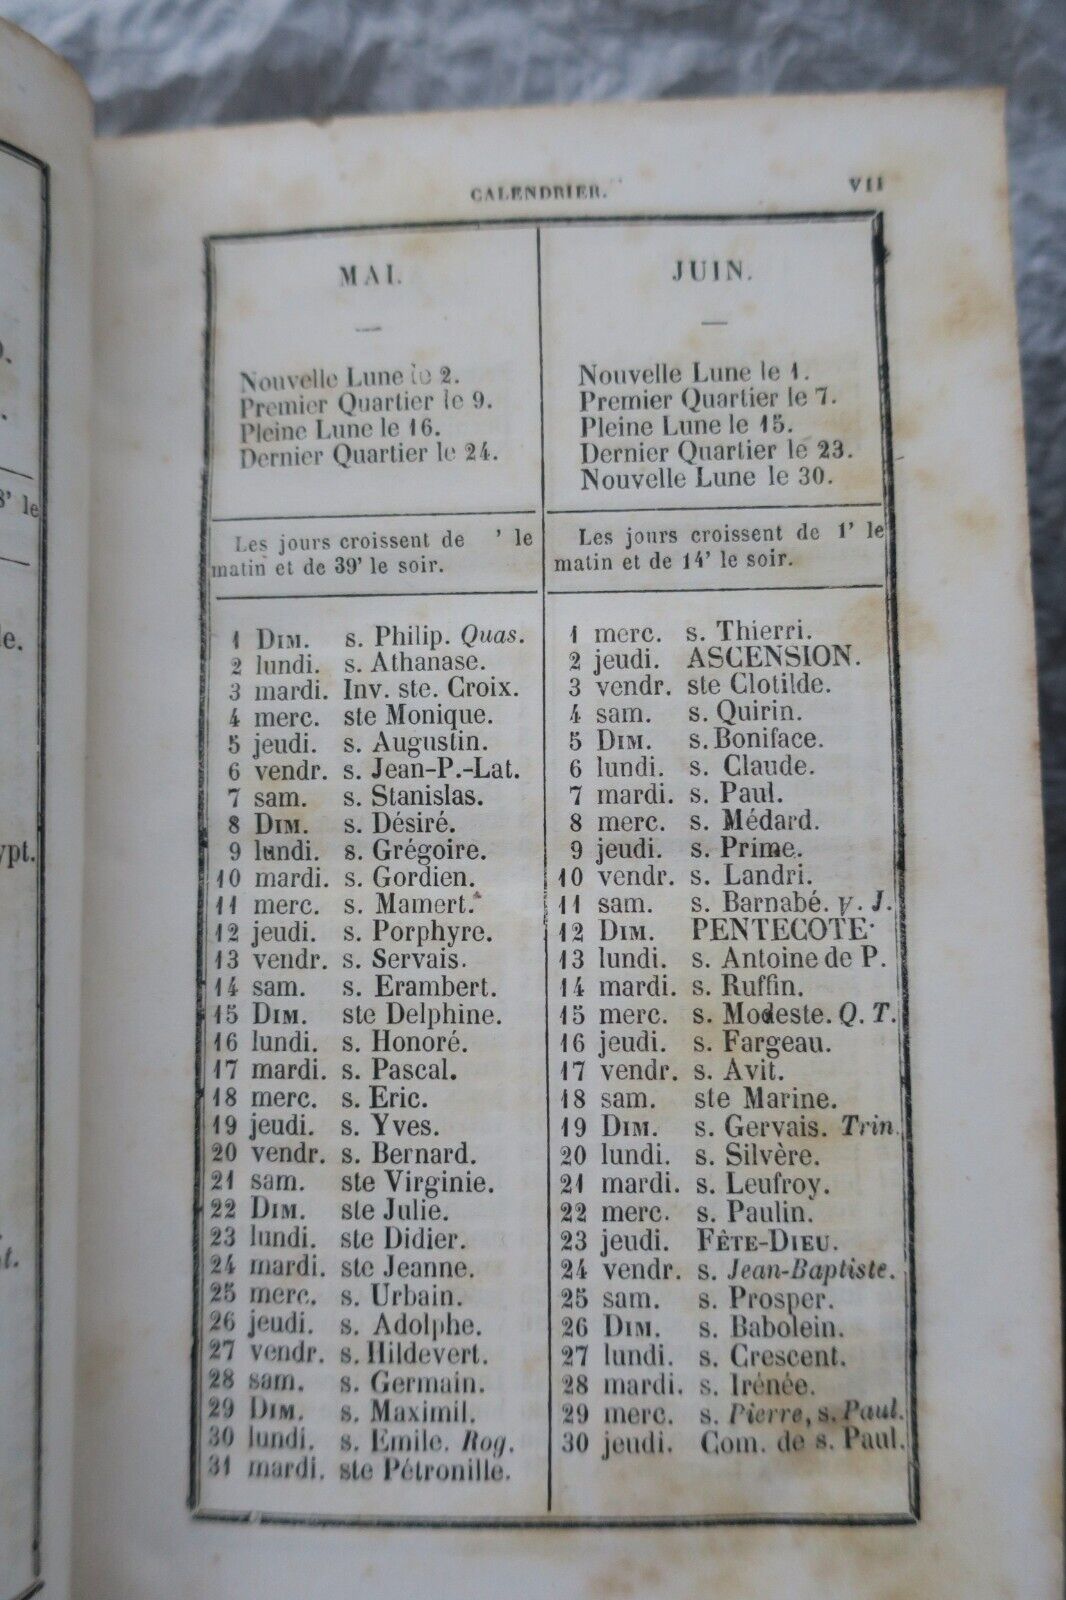 CALENDRIER.
VII
MAI.
Nouvelle Lune le 2.
Premier Quartier le 9.
Pleine Lune le 16.
Dernier Quartier le 24.
Les jours croissent de ' le
matin et de 39' le soir.
1 DIM. s. Philip. Quas.
2 lundi. s. Athanase.
3 mardi. Inv. ste. Croix.
4 merc. ste Monique.
5 jeudi. s. Augustin.
6 vendr. s. Jean-P.-Lat.
7 sam. s. Stanislas.
8 DIM. s. Désiré.
9 lundi. s. Grégoire.
10 mardi. s. Gordien.
11 merc. s. Mamert.
12 jeudi. s. Porphyre.
13 vendr. s. Servais.
14 sam. s. Erambert.
15 DIM. ste Delphine.
16 lundi. s. Honoré.
17 mardi. s. Pascal.
18 merc. s. Eric.
19 jeudi. s. Yves.
20 vendr. s. Bernard.
21 sam. ste Virginie.
22 DIM. ste Julie.
23 lundi. ste Didier.
24 mardi. ste Jeanne.
25 merc. s. Urbain.
26 jeudi. s. Adolphe.
27 vendr. s. Hildevert.
28 sam. s. Germain.
29 DIM. s. Maximil.
30 lundi. s. Emile. Rog.
31 mardi. ste Pétronille.
JUIN.
Nouvelle Lune le 1.
Premier Quartier le 7.
Pleine Lune le 15.
Dernier Quartier le 23.
Nouvelle Lune le 30.
Les jours croissent de 1' le
matin et de 14' le soir.
1 merc. s. Thierri.
2 jeudi. ASCENSION.
3 vendr. ste Clotilde.
4 sam. s. Quirin.
5 DIM. s. Boniface.
6 lundi. s. Claude.
7 mardi. s. Paul.
8 merc. s. Médard.
9 jeudi. s. Prime.
10 vendr. s. Landri.
11 sam. s. Barnabé. v. J.
12 DIM. PENTECOTE.
13 lundi. s. Antoine de P.
14 mardi. s. Ruffin.
15 merc. s. Modeste. Q. T.
16 jeudi. s. Fargeau.
17 vendr. s. Avit.
18 sam. ste Marine.
19 DIM. s. Gervais. Trin.
20 lundi. s. Silvère.
21 mardi. s. Leufroy.
22 merc. s. Paulin.
23 jeudi. FÊTE-DIEU.
24 vendr. s. Jean-Baptiste.
25 sam. s. Prosper.
26 DIM. s. Babolein.
27 lundi. s. Crescent.
28 mardi. s. Irénée.
29 merc. s. Pierre, s. Paul.
30 jeudi. Com. de s. Paul.